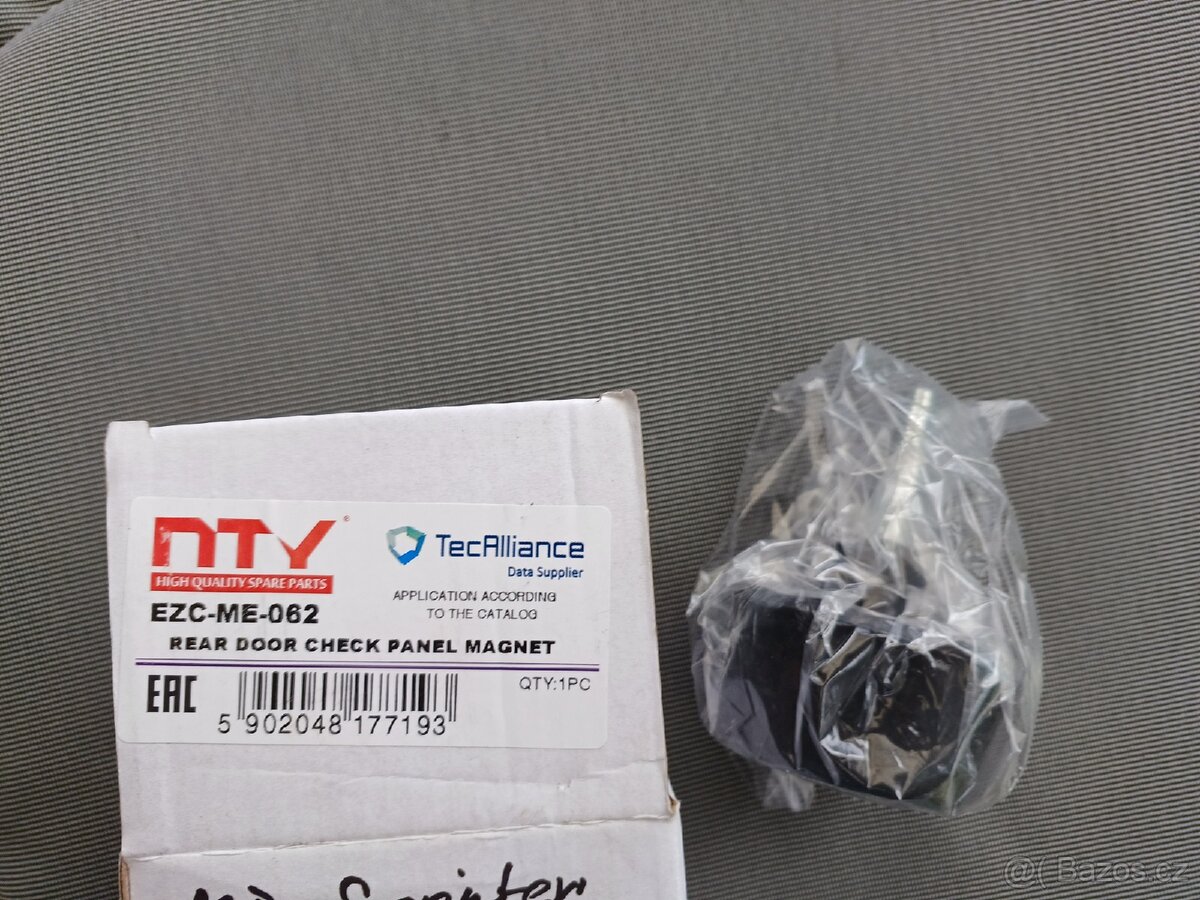 NTY ®
HIGH QUALITY SPARE PARTS
TecAlliance
Data Supplier
APPLICATION ACCORDING
TO THE CATALOG
EZC-ME-062
REAR DOOR CHECK PANEL MAGNET
EAC
QTY:1PC
5 902048 177193
Sprinter
@( Bazos.cz